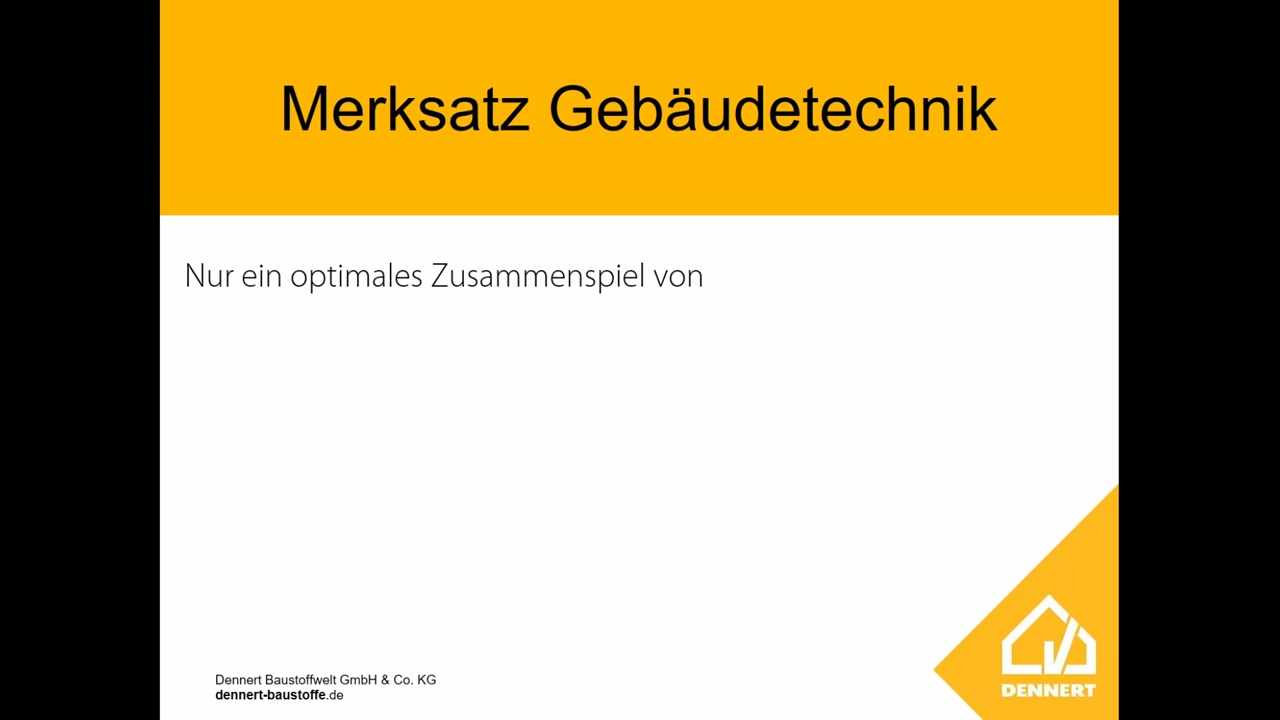 Merksatz Gebäudetechnik
Nur ein optimales Zusammenspiel von
Dennert Baustoffwelt GmbH & Co. KG
dennert-baustoffe.de
DENNERT